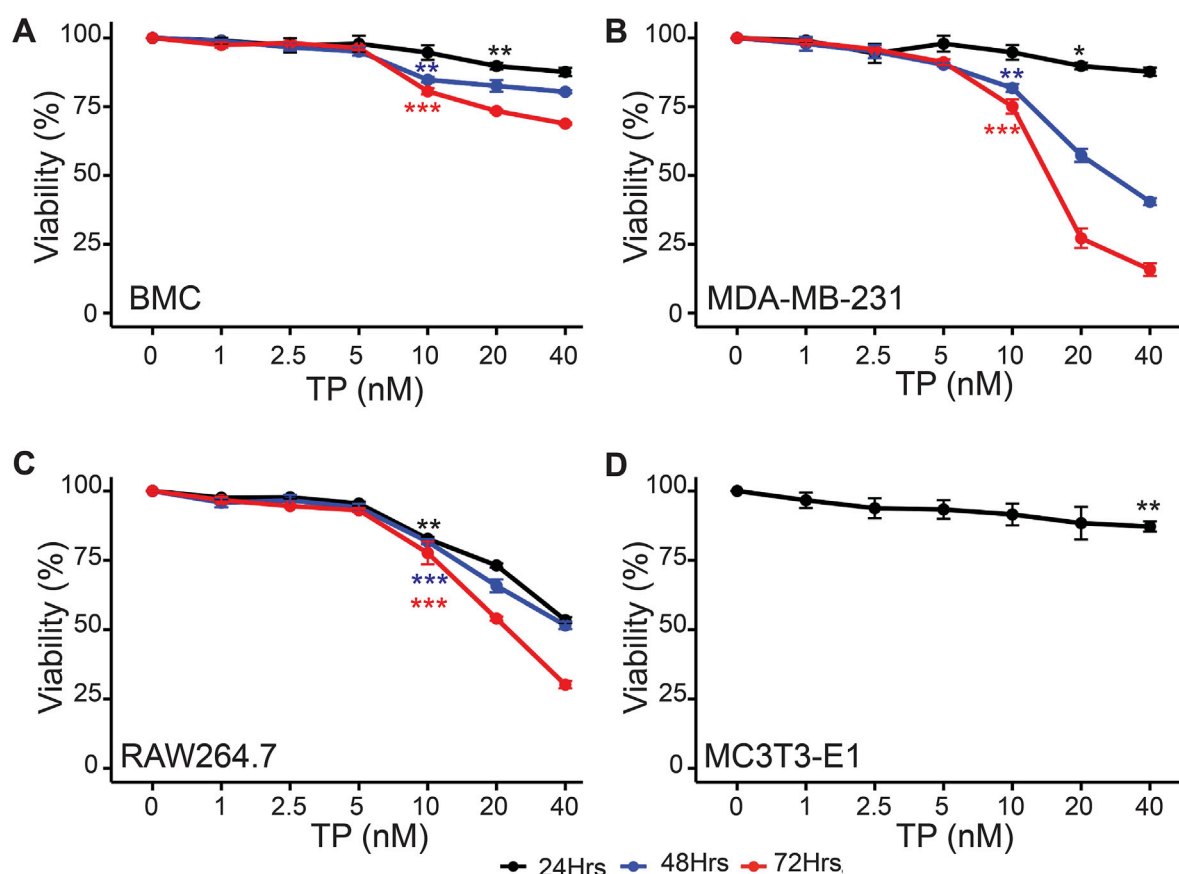 A
100
75
50
25
0
Viability (%)
**
**
***
BMC
0 1 2.5 5 10 20 40
TP (nM)
B
100
75
50
25
0
Viability (%)
*
**
***
MDA-MB-231
0 1 2.5 5 10 20 40
TP (nM)
C
100
75
50
25
0
Viability (%)
**
***
***
RAW264.7
0 1 2.5 5 10 20 40
TP (nM)
D
100
75
50
25
0
Viability (%)
**
MC3T3-E1
0 1 2.5 5 10 20 40
TP (nM)
24Hrs 48Hrs 72Hrs